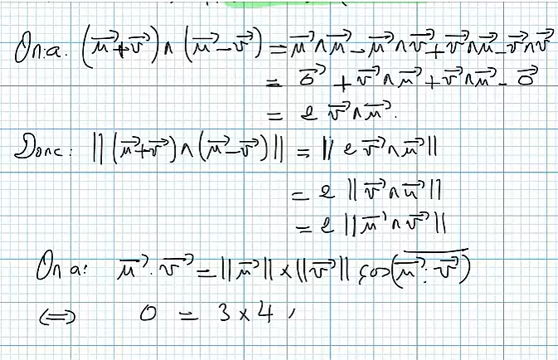 On.a: (u⃗+v⃗)∧(u⃗-v⃗) = u⃗∧u⃗-u⃗∧v⃗+v⃗∧u⃗-v⃗∧v⃗
= 0⃗ + v⃗∧u⃗+v⃗∧u⃗-0⃗
= 2 v⃗∧u⃗.
Donc: ||(u⃗+v⃗)∧(u⃗-v⃗)|| = ||2 v⃗∧u⃗||
= 2 ||v⃗∧u⃗||
= 2 ||u⃗∧v⃗||
On a: u⃗.v⃗ = ||u⃗||×||v⃗|| cos(u⃗;v⃗)
⇔ 0 = 3×4